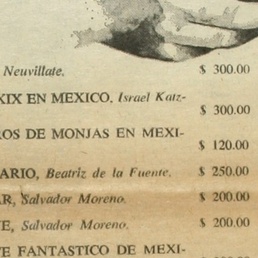 Neuvillate. $ 300.00
XIX EN MEXICO, Israel Katz-
$ 300.00
ROS DE MONJAS EN MEXI-
$ 120.00
ARIO, Beatriz de la Fuente. $ 250.00
AR, Salvador Moreno. $ 200.00
E, Salvador Moreno. $ 200.00
TE FANTASTICO DE MEXI-